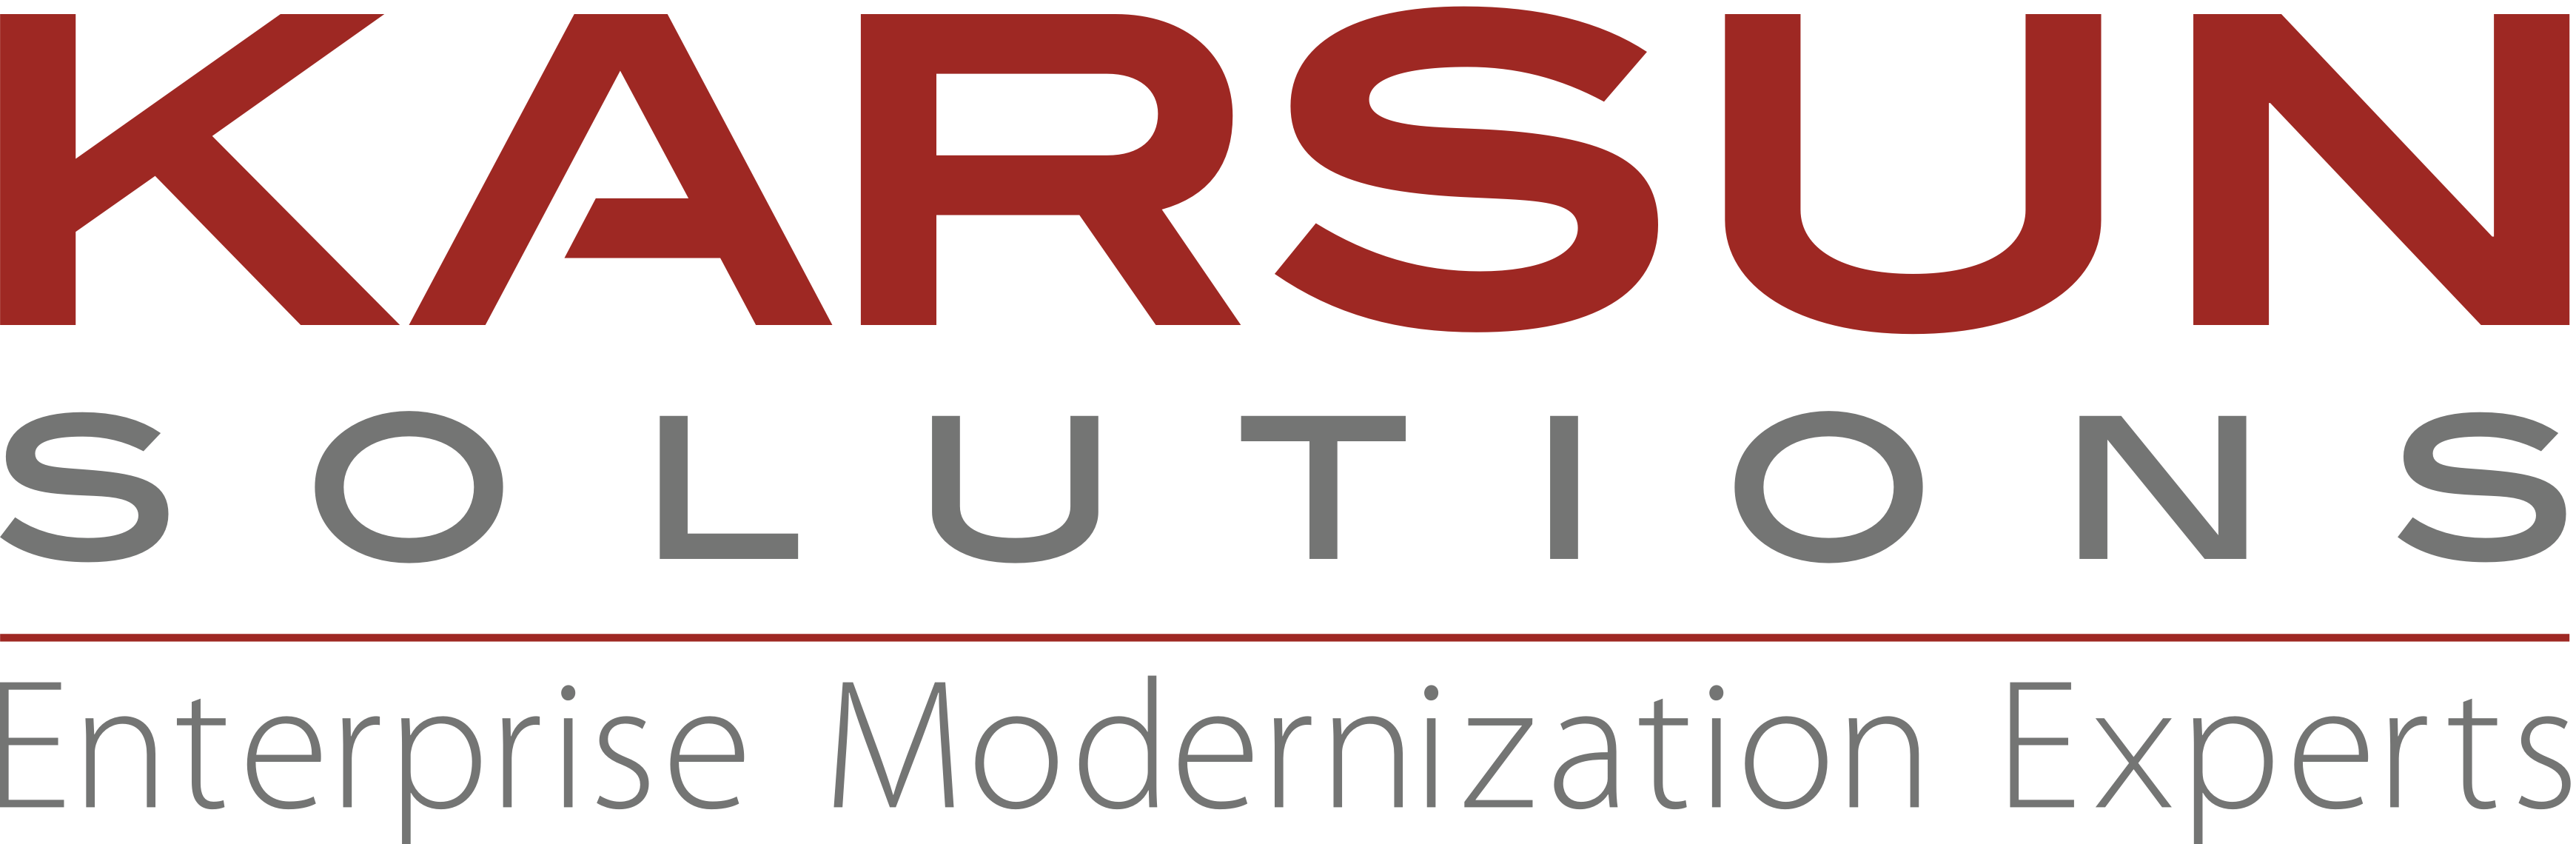 KARSUN
SOLUTIONS
Enterprise Modernization Experts